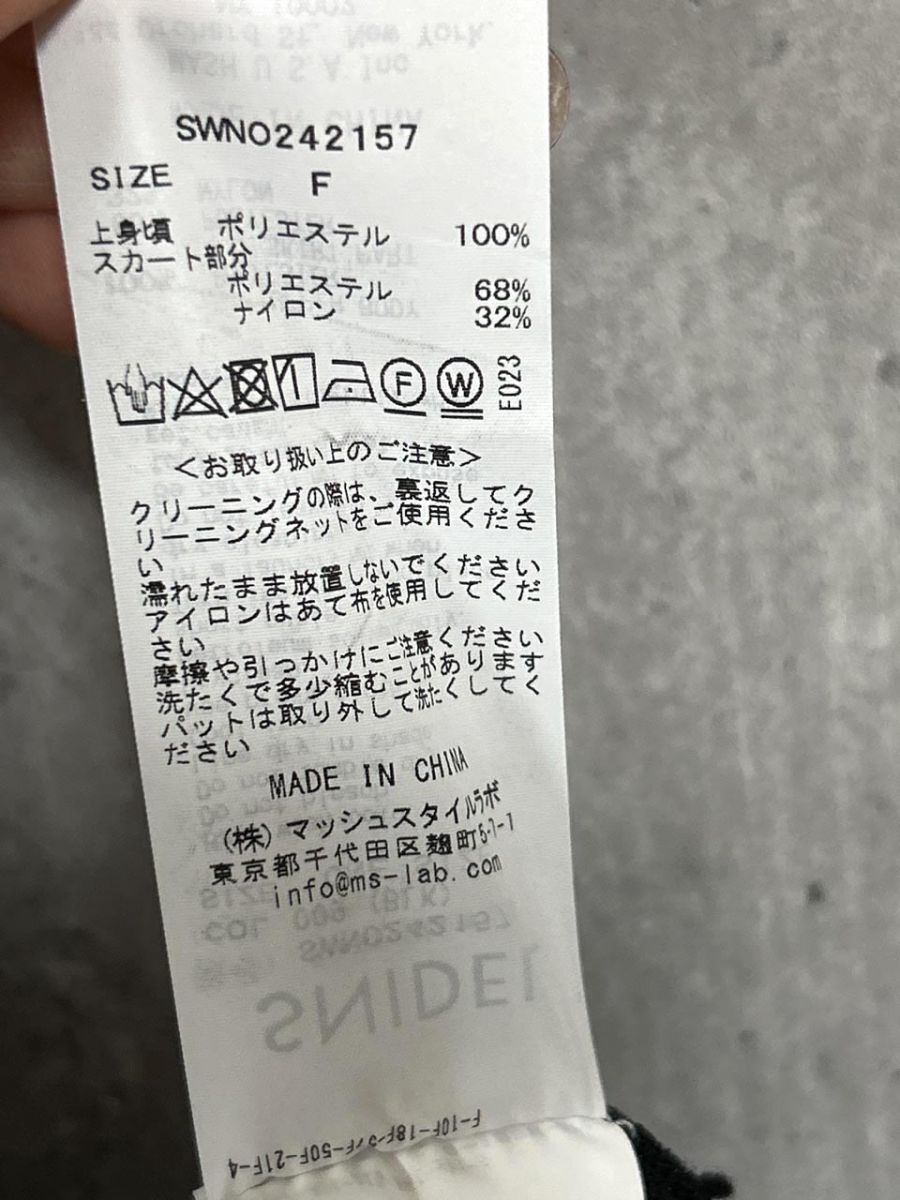 SWNO242157
SIZE F
上身頃 ポリエステル 100%
スカート部分
ポリエステル 68%
ナイロン 32%
F W E023
<お取り扱い上のご注意>
クリーニングの際は、裏返してク
リーニングネットをご使用くださ
い
濡れたまま放置しないでください
アイロンはあて布を使用してくだ
さい
摩擦や引っかけにご注意ください
洗たくで多少縮むことがあります
パットは取り外して洗たくしてく
ださい
MADE IN CHINA
(株)マッシュスタイルラボ
東京都千代田区麹町6-1-1
info@ms-lab.com
SIZE
COL 009 (BLK)
SWNO242157
SNIDEL